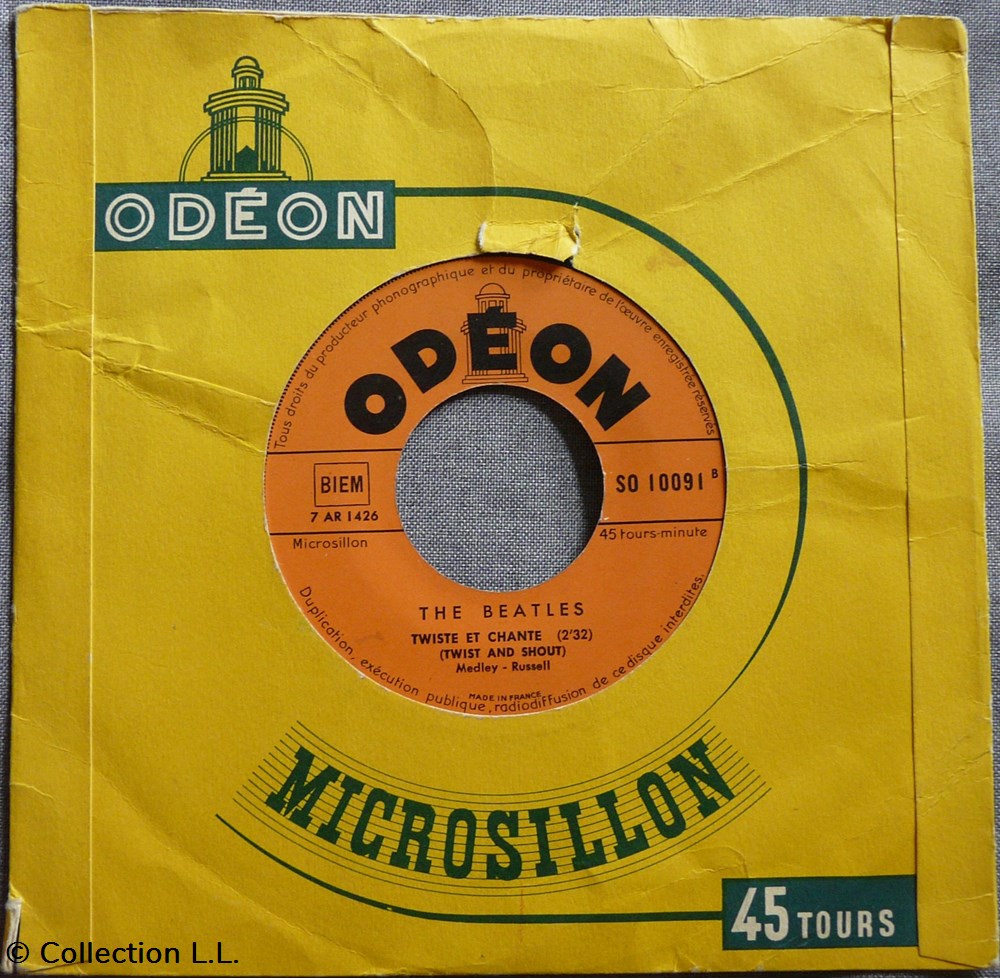 ODÉON
Tous droits du producteur phonographique et du propriétaire de l'œuvre enregistrée réservés
ODÉON
BIEM
SO 10091 B
7 AR 1426
Microsillon
45 tours-minute
THE BEATLES
TWISTE ET CHANTE (2'32)
(TWIST AND SHOUT)
Medley - Russell
MADE IN FRANCE
Duplication, exécution publique, radiodiffusion de ce disque interdites.
MICROSILLON
45 TOURS
© Collection L.L.